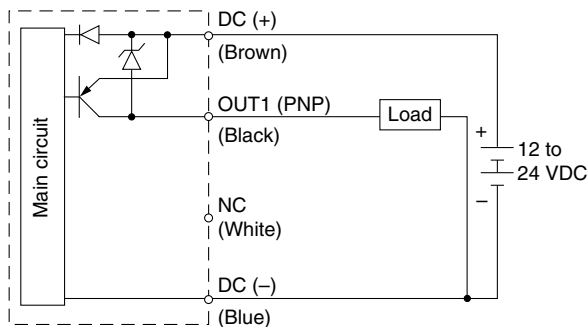 DC (+)
(Brown)
Main circuit
OUT1 (PNP)
(Black)
Load
+
12 to
24 VDC
–
NC
(White)
DC (–)
(Blue)